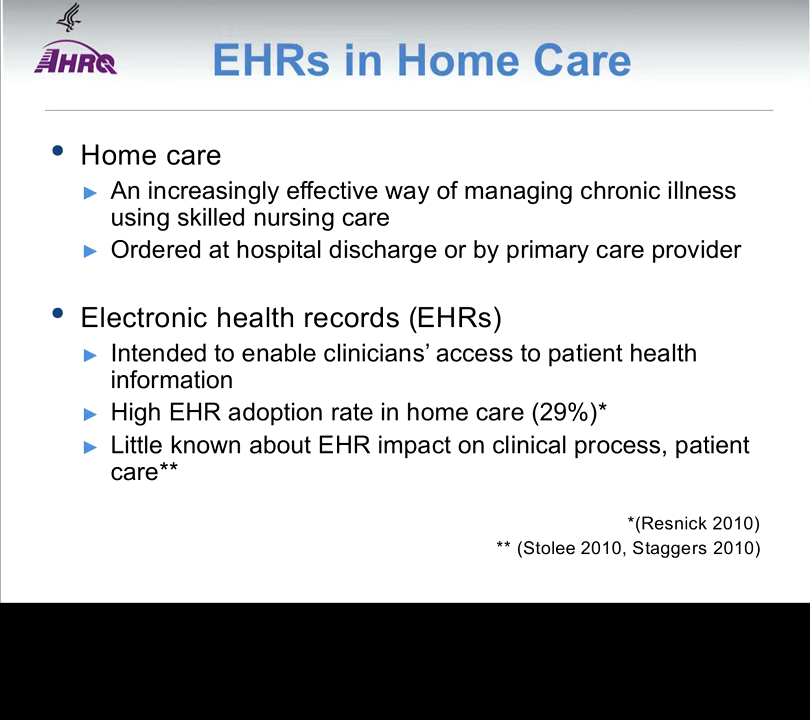 AHRQ
EHRs in Home Care
• Home care
► An increasingly effective way of managing chronic illness
using skilled nursing care
► Ordered at hospital discharge or by primary care provider
• Electronic health records (EHRs)
► Intended to enable clinicians’ access to patient health
information
► High EHR adoption rate in home care (29%)*
► Little known about EHR impact on clinical process, patient
care**
*(Resnick 2010)
** (Stolee 2010, Staggers 2010)